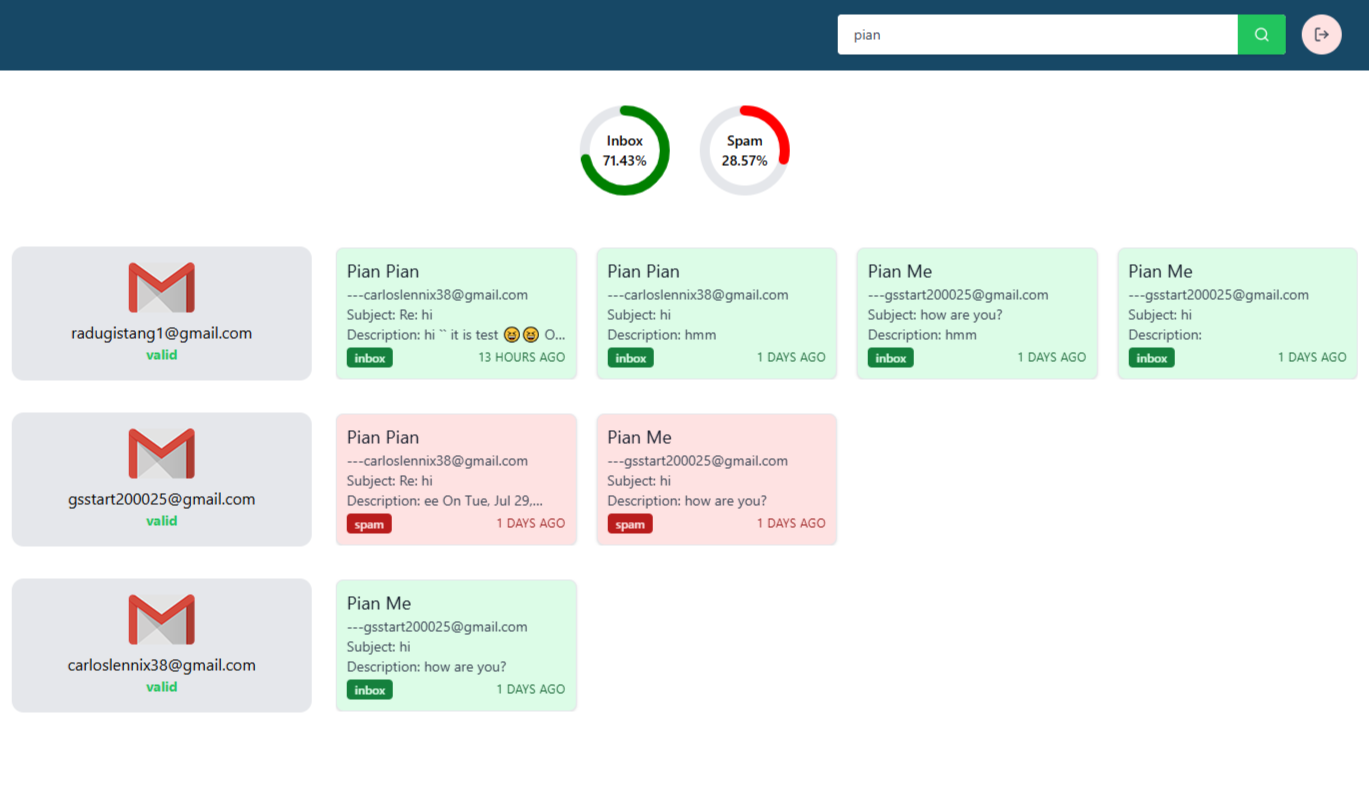 pian
Inbox
71.43%
Spam
28.57%
radugistang1@gmail.com
valid
Pian Pian
---carloslennix38@gmail.com
Subject: Re: hi
Description: hi `` it is test 😆😆 O...
inbox
13 HOURS AGO
Pian Pian
---carloslennix38@gmail.com
Subject: hi
Description: hmm
inbox
1 DAYS AGO
Pian Me
---gsstart200025@gmail.com
Subject: how are you?
Description: hmm
inbox
1 DAYS AGO
Pian Me
---gsstart200025@gmail.com
Subject: hi
Description:
inbox
1 DAYS AGO
gsstart200025@gmail.com
valid
Pian Pian
---carloslennix38@gmail.com
Subject: Re: hi
Description: ee On Tue, Jul 29,...
spam
1 DAYS AGO
Pian Me
---gsstart200025@gmail.com
Subject: hi
Description: how are you?
spam
1 DAYS AGO
carloslennix38@gmail.com
valid
Pian Me
---gsstart200025@gmail.com
Subject: hi
Description: how are you?
inbox
1 DAYS AGO